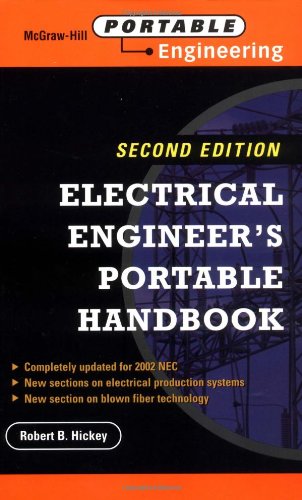 McGraw-Hill PORTABLE
Engineering
SECOND EDITION
ELECTRICAL
ENGINEER'S
PORTABLE
HANDBOOK
Completely updated for 2002 NEC
New sections on electrical production systems
New section on blown fiber technology
Robert B. Hickey